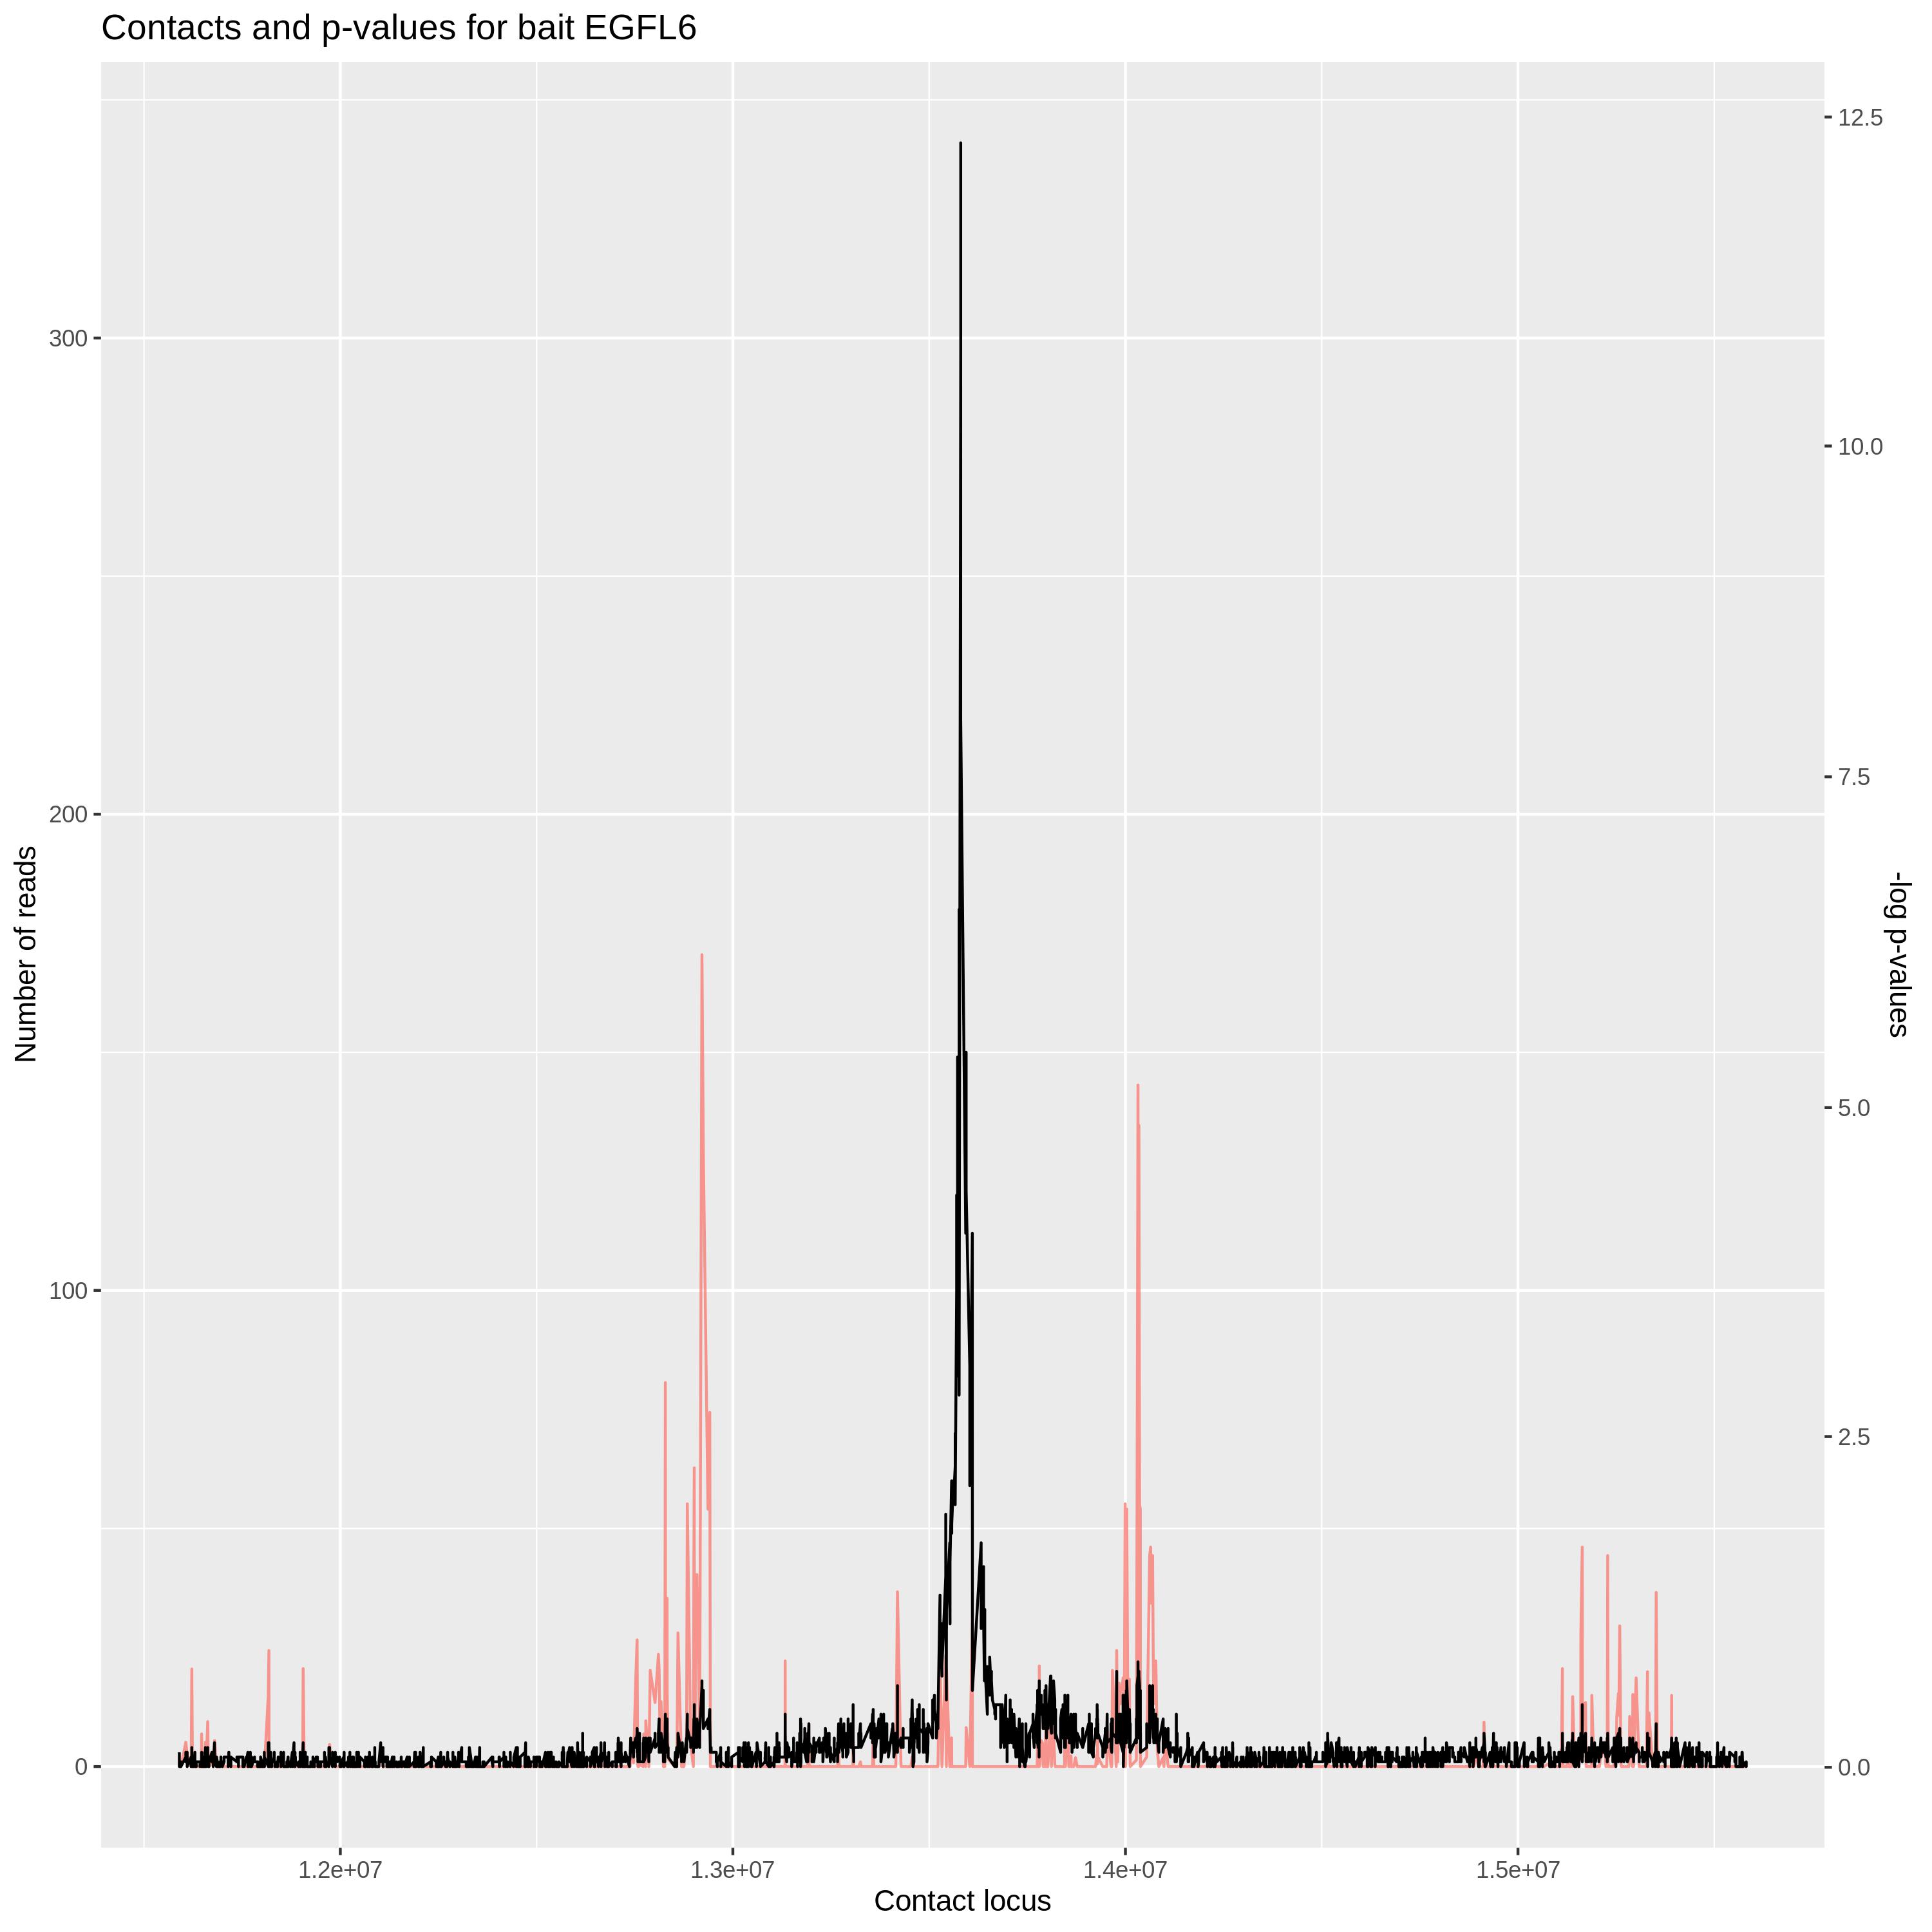 Contacts and p-values for bait EGFL6
12.5
300
10.0
200
7.5
Number of reads
-log p-values
5.0
100
2.5
0
0.0
1.2e+07
1.3e+07
1.4e+07
1.5e+07
Contact locus